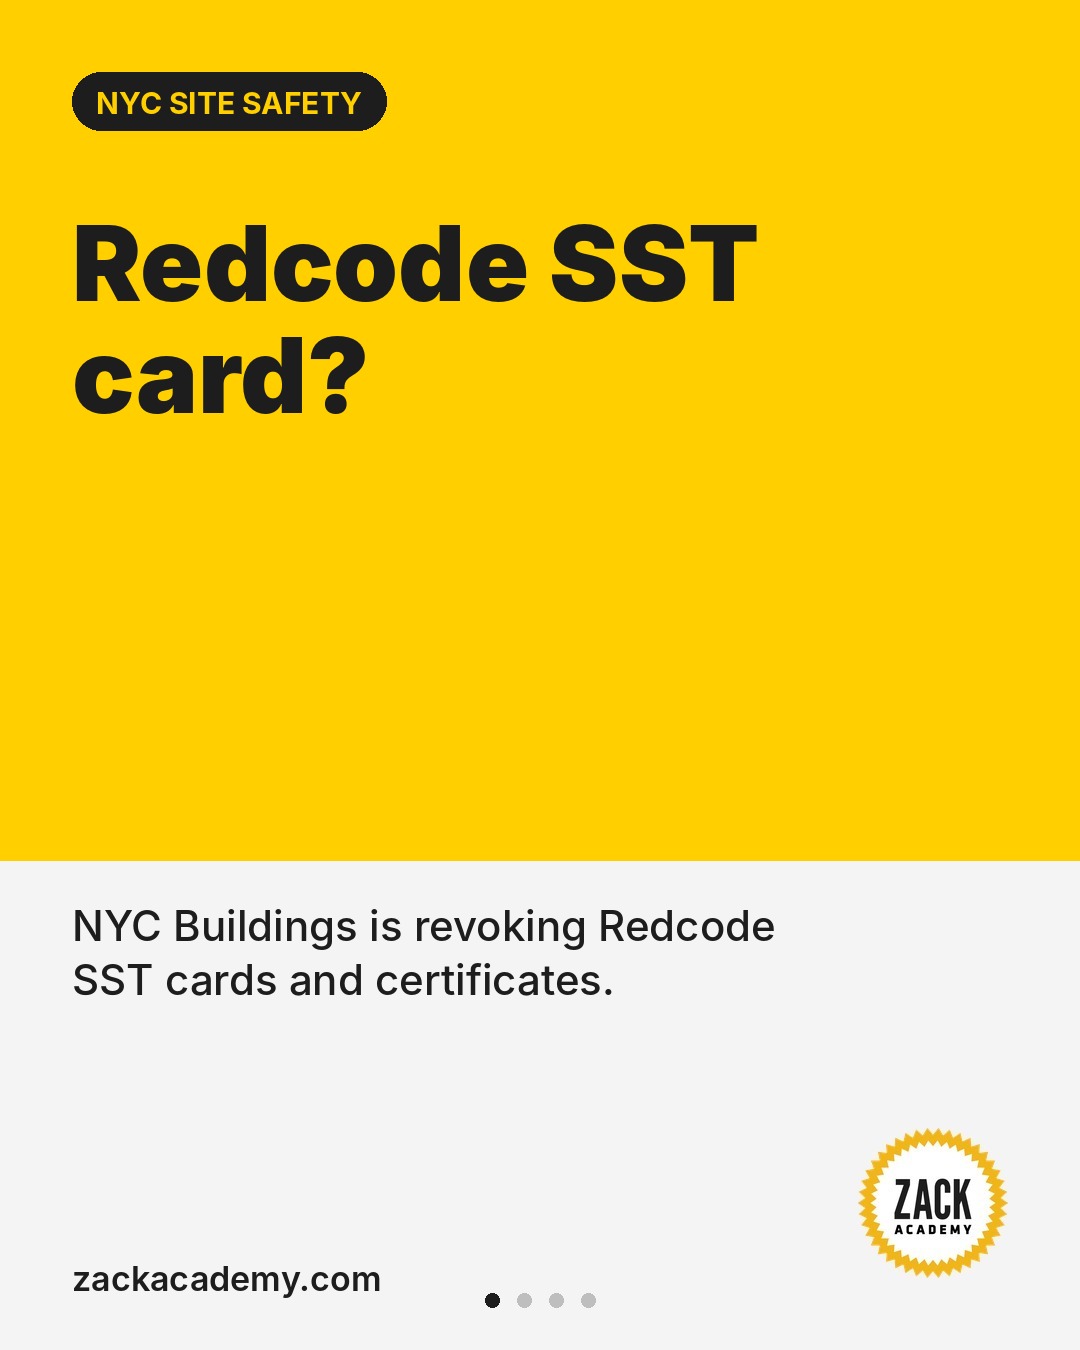 NYC SITE SAFETY
Redcode SST
card?
NYC Buildings is revoking Redcode
SST cards and certificates.
ZACK
ACADEMY
zackacademy.com